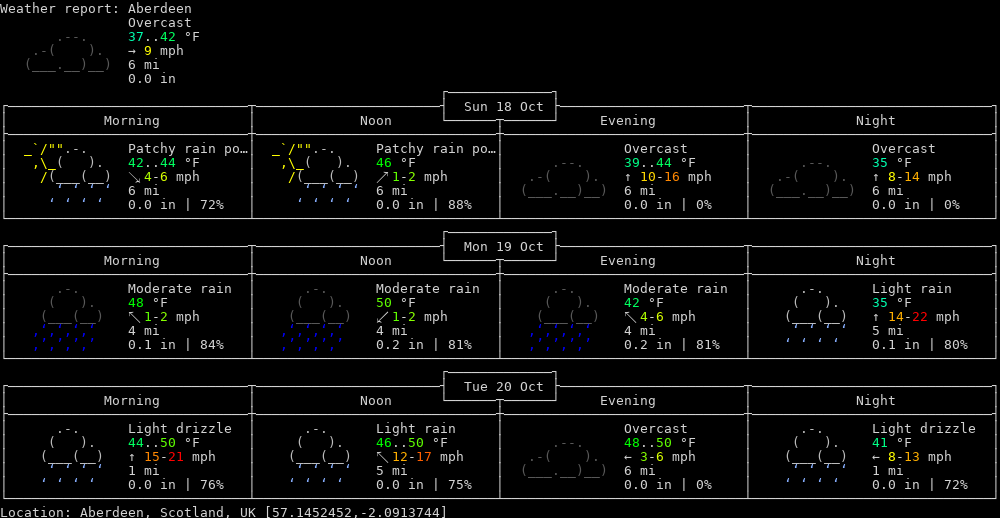 Weather report: Aberdeen
Overcast
37..42 °F
→ 9 mph
6 mi
0.0 in
Sun 18 Oct
Morning Noon Evening Night
Patchy rain po… Patchy rain po… Overcast Overcast
42..44 °F 46 °F 39..44 °F 35 °F
↘ 4-6 mph ↗ 1-2 mph ↑ 10-16 mph ↑ 8-14 mph
6 mi 6 mi 6 mi 6 mi
0.0 in | 72% 0.0 in | 88% 0.0 in | 0% 0.0 in | 0%
Mon 19 Oct
Morning Noon Evening Night
Moderate rain Moderate rain Moderate rain Light rain
48 °F 50 °F 42 °F 35 °F
↖ 1-2 mph ↙ 1-2 mph ↖ 4-6 mph ↑ 14-22 mph
4 mi 4 mi 4 mi 5 mi
0.1 in | 84% 0.2 in | 81% 0.2 in | 81% 0.1 in | 80%
Tue 20 Oct
Morning Noon Evening Night
Light drizzle Light rain Overcast Light drizzle
44..50 °F 46..50 °F 48..50 °F 41 °F
↑ 15-21 mph ↖ 12-17 mph ← 3-6 mph ← 8-13 mph
1 mi 5 mi 6 mi 1 mi
0.0 in | 76% 0.0 in | 75% 0.0 in | 0% 0.0 in | 72%
Location: Aberdeen, Scotland, UK [57.1452452,-2.0913744]